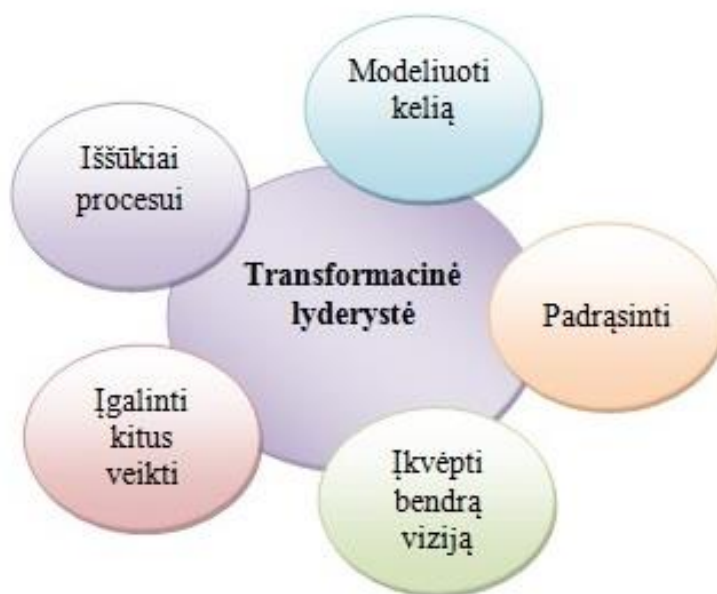 Modeliuoti
kelią
Iššūkiai
procesui
Transformacinė
lyderystė
Padrąsinti
Įgalinti
kitus
veikti
Įkvėpti
bendrą
viziją